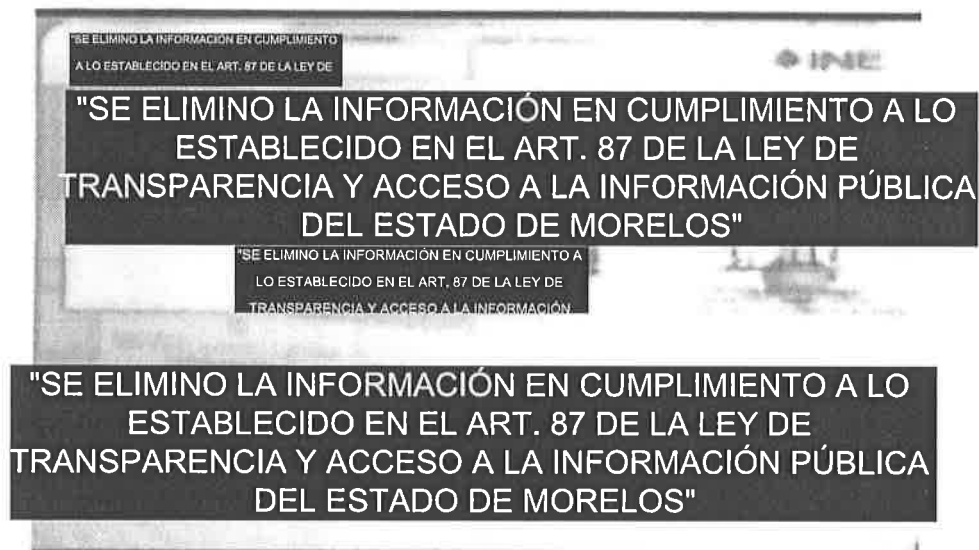 "SE ELIMINO LA INFORMACIÓN EN CUMPLIMIENTO
A LO ESTABLECIDO EN EL ART. 87 DE LA LEY DE
INE
"SE ELIMINO LA INFORMACIÓN EN CUMPLIMIENTO A LO
ESTABLECIDO EN EL ART. 87 DE LA LEY DE
TRANSPARENCIA Y ACCESO A LA INFORMACIÓN PÚBLICA
DEL ESTADO DE MORELOS"
"SE ELIMINO LA INFORMACIÓN EN CUMPLIMIENTO A
LO ESTABLECIDO EN EL ART. 87 DE LA LEY DE
TRANSPARENCIA Y ACCESO A LA INFORMACIÓN
"SE ELIMINO LA INFORMACIÓN EN CUMPLIMIENTO A LO
ESTABLECIDO EN EL ART. 87 DE LA LEY DE
TRANSPARENCIA Y ACCESO A LA INFORMACIÓN PÚBLICA
DEL ESTADO DE MORELOS"